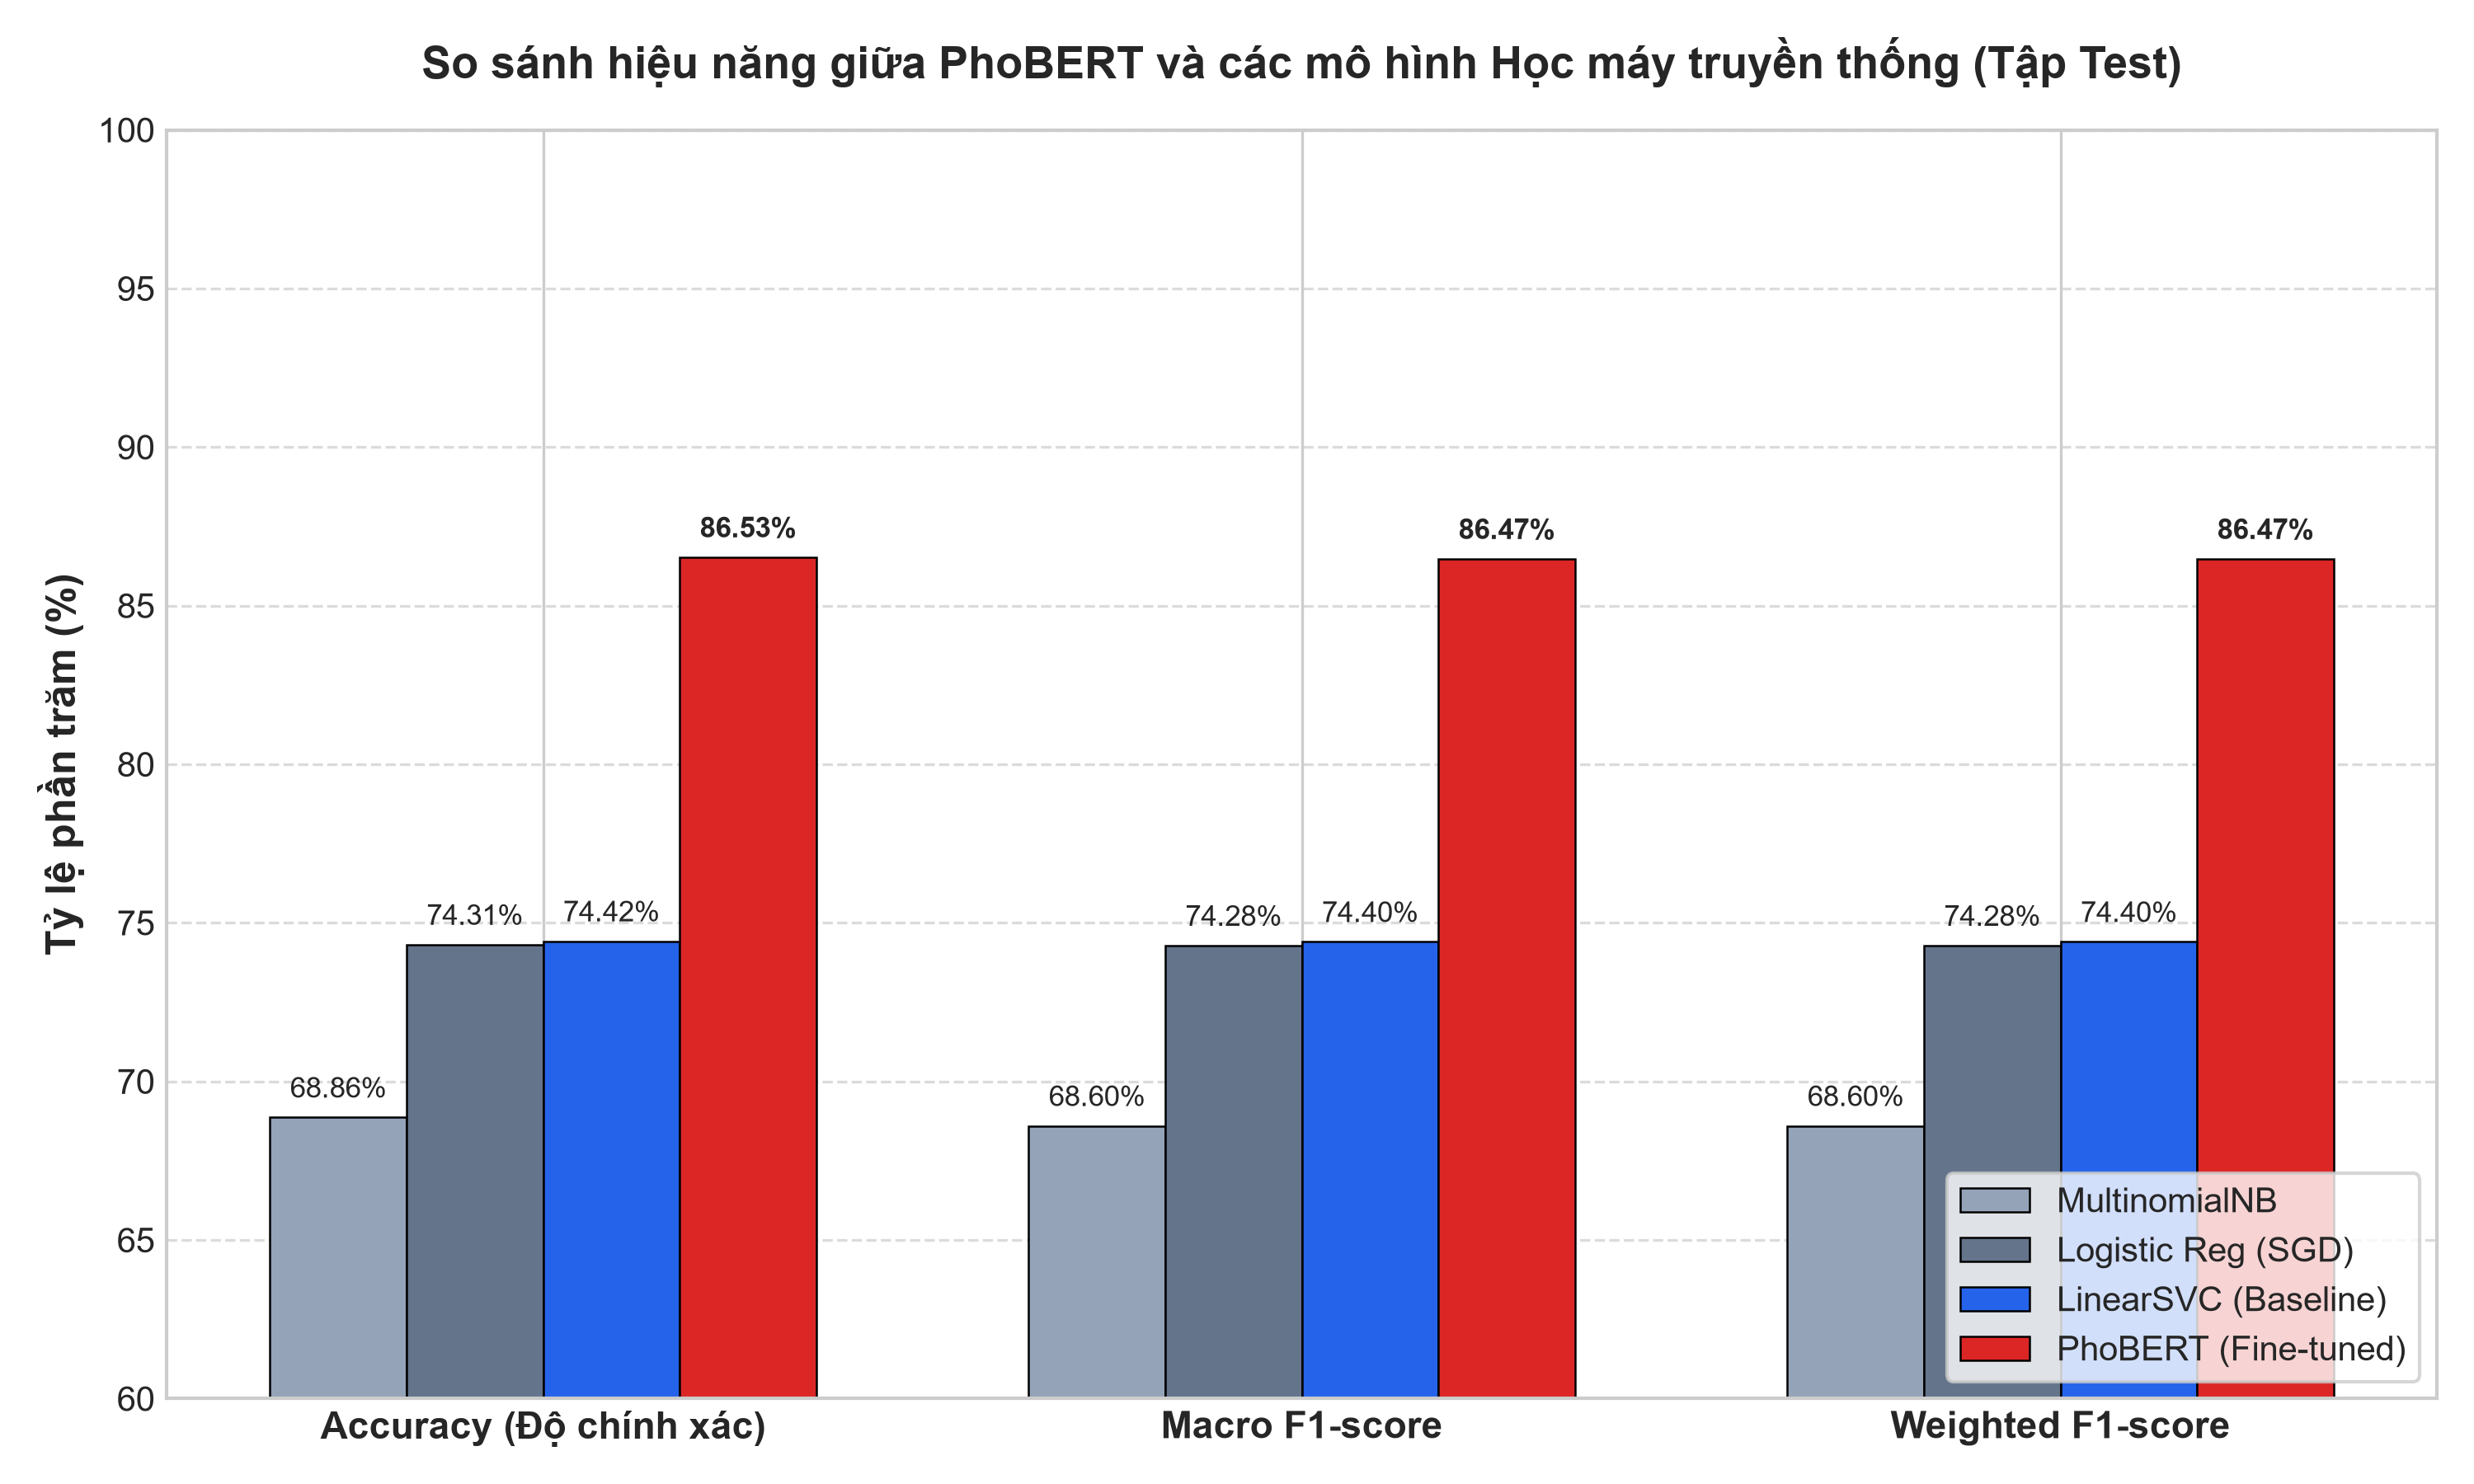 So sánh hiệu năng giữa PhoBERT và các mô hình Học máy truyền thống (Tập Test)
Tỷ lệ phần trăm (%)
100
95
90
85
80
75
70
65
60
68.86%
74.31%
74.42%
86.53%
68.60%
74.28%
74.40%
86.47%
68.60%
74.28%
74.40%
86.47%
Accuracy (Độ chính xác)
Macro F1-score
Weighted F1-score
MultinomialNB
Logistic Reg (SGD)
LinearSVC (Baseline)
PhoBERT (Fine-tuned)